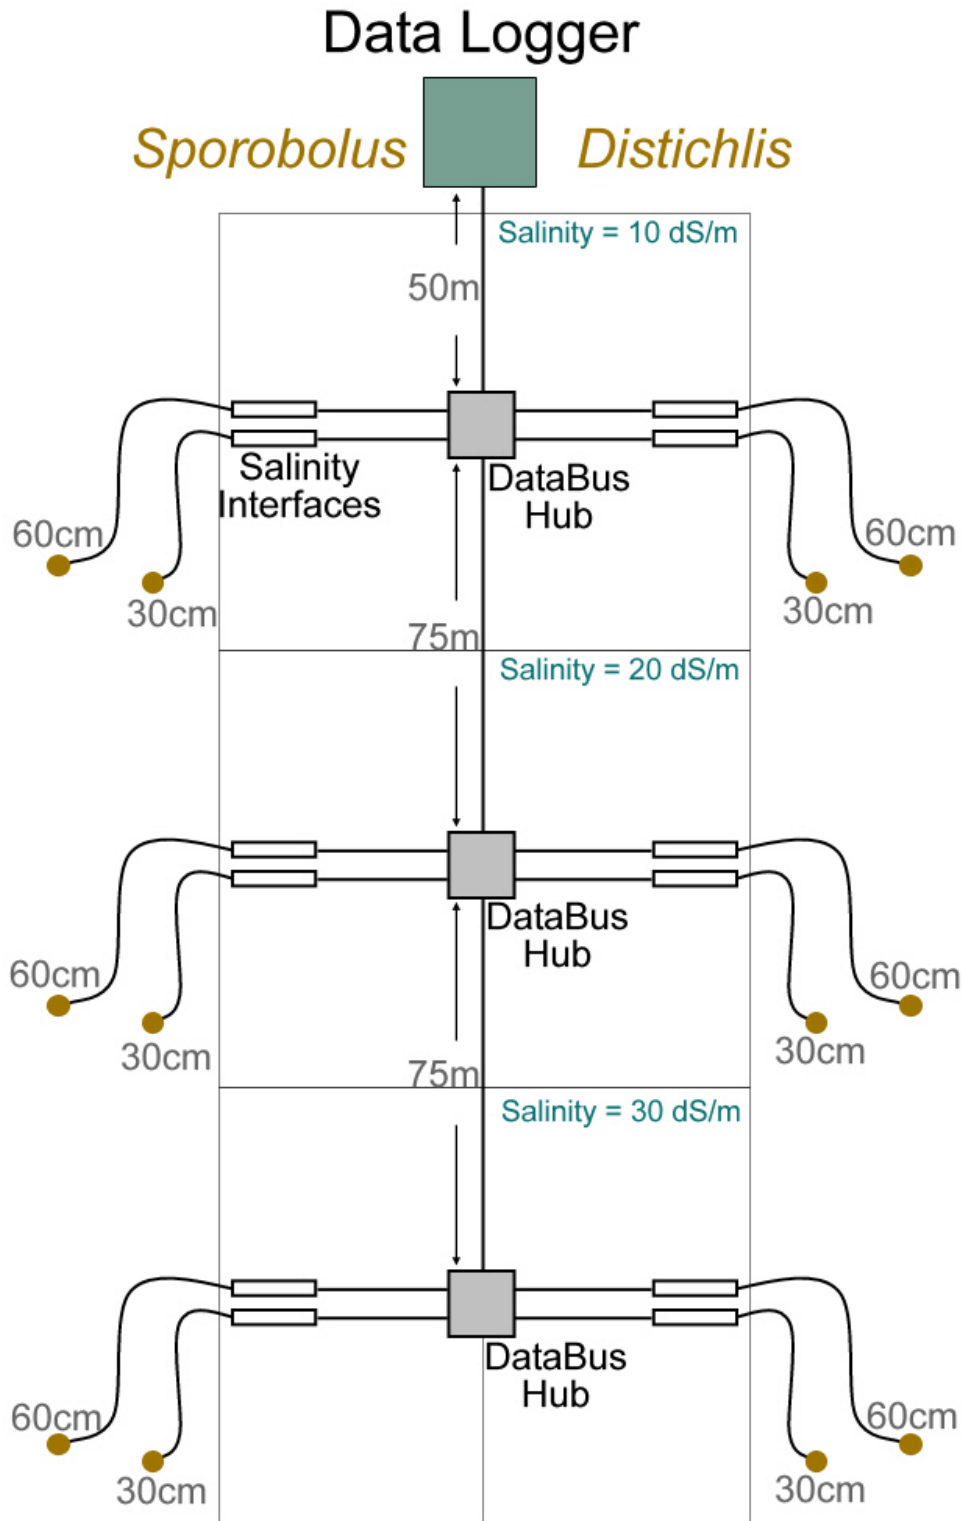 Data Logger
Sporobolus
Distichlis
Salinity = 10 dS/m
50m
Salinity
Interfaces
DataBus
Hub
60cm
30cm
60cm
30cm
75m
Salinity = 20 dS/m
DataBus
Hub
60cm
30cm
60cm
30cm
75m
Salinity = 30 dS/m
DataBus
Hub
60cm
30cm
60cm
30cm